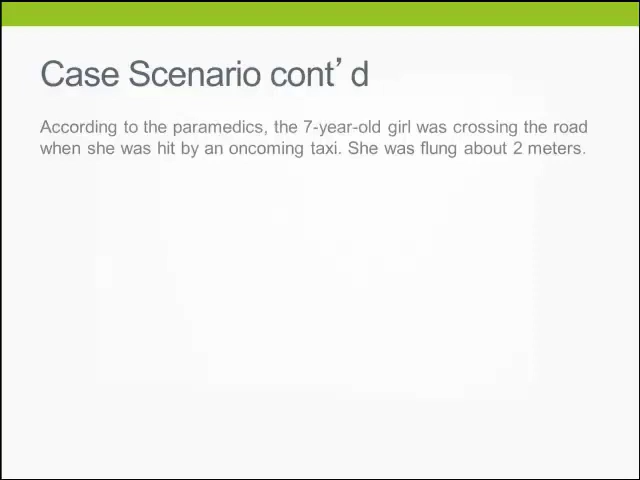 Case Scenario cont’d
According to the paramedics, the 7-year-old girl was crossing the road
when she was hit by an oncoming taxi. She was flung about 2 meters.